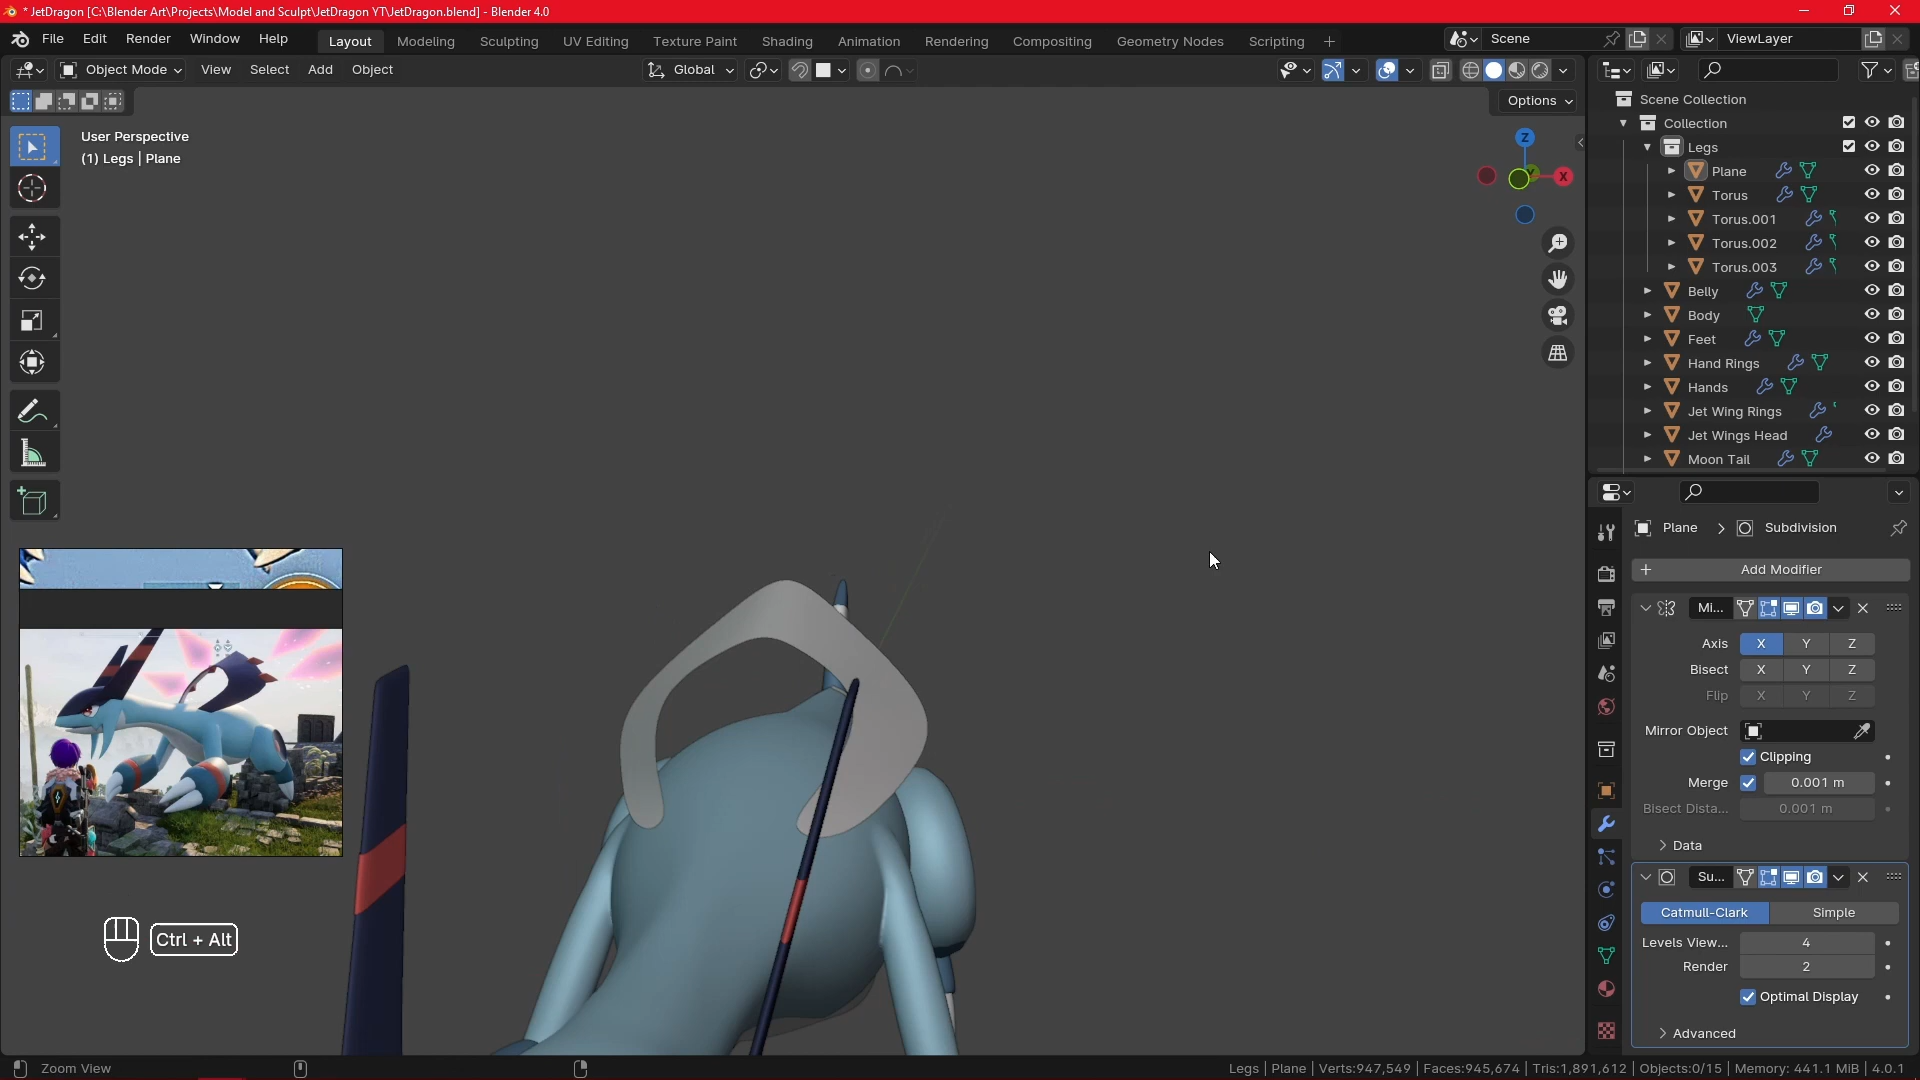 * JetDragon [C:\Blender Art\Projects\Model and Sculpt\JetDragon YT\JetDragon.blend] - Blender 4.0
File Edit Render Window Help Layout Modeling Sculpting UV Editing Texture Paint Shading Animation Rendering Compositing Geometry Nodes Scripting + Scene ViewLayer
Object Mode View Select Add Object Global
Options
User Perspective
(1) Legs | Plane
Z
X
Scene Collection
Collection
Legs
Plane
Torus
Torus.001
Torus.002
Torus.003
Belly
Body
Feet
Hand Rings
Hands
Jet Wing Rings
Jet Wings Head
Moon Tail
Plane > Subdivision
+ Add Modifier
Mi...
Axis X Y Z
Bisect X Y Z
Flip X Y Z
Mirror Object
Clipping
Merge 0.001 m
Bisect Dista... 0.001 m
> Data
Su...
Catmull-Clark Simple
Levels View... 4
Render 2
Optimal Display
> Advanced
Ctrl + Alt
Zoom View
Legs | Plane | Verts:947,549 | Faces:945,674 | Tris:1,891,612 | Objects:0/15 | Memory: 441.1 MiB | 4.0.1